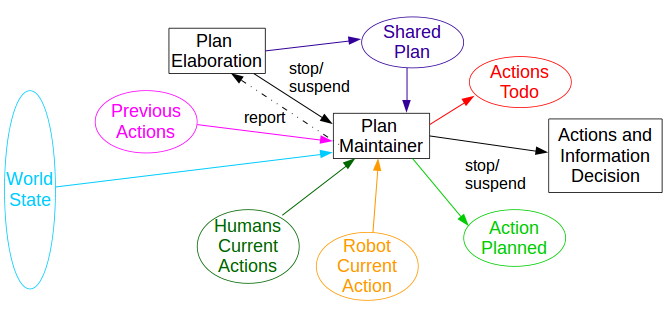 Plan
Elaboration
Shared
Plan
stop/
suspend
Actions
Todo
Previous
Actions
report
Plan
Maintainer
Actions and
Information
Decision
World
State
stop/
suspend
Humans
Current
Actions
Robot
Current
Action
Action
Planned